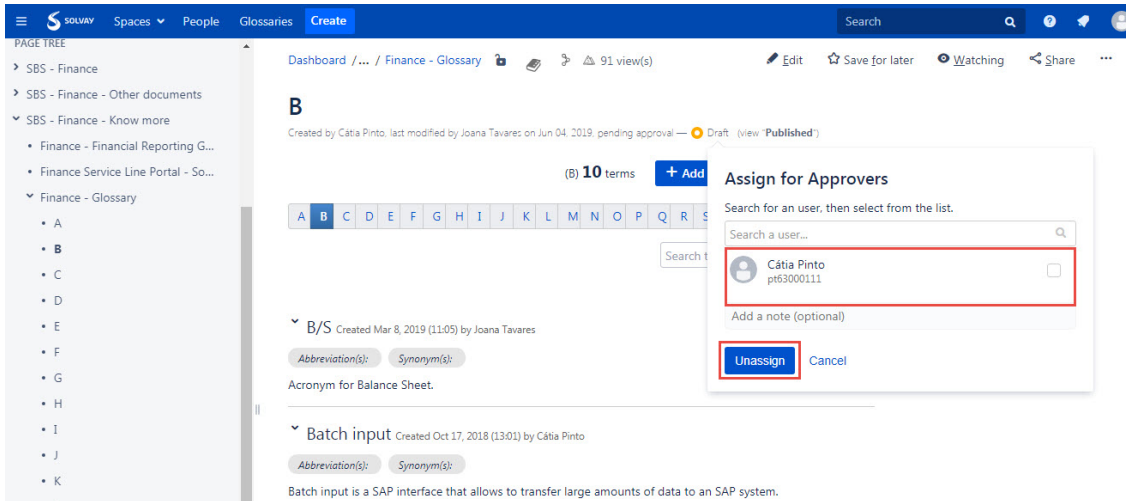 SOLVAY Spaces People Glossaries Create Search
PAGE TREE
SBS - Finance
SBS - Finance - Other documents
SBS - Finance - Know more
Finance - Financial Reporting G...
Finance Service Line Portal - So...
Finance - Glossary
A
B
C
D
E
F
G
H
I
J
K
Dashboard /... / Finance - Glossary 91 view(s) Edit Save for later Watching Share ...
B
Created by Cátia Pinto, last modified by Joana Tavares on Jun 04, 2019. pending approval — Draft (view "Published")
(B) 10 terms + Add
A B C D E F G H I J K L M N O P Q R S
Search t
B/S Created Mar 8, 2019 (11:05) by Joana Tavares
Abbreviation(s): Synonym(s):
Acronym for Balance Sheet.
Batch input Created Oct 17, 2018 (13:01) by Cátia Pinto
Abbreviation(s): Synonym(s):
Batch input is a SAP interface that allows to transfer large amounts of data to an SAP system.
Assign for Approvers
Search for an user, then select from the list.
Search a user...
Cátia Pinto
pt63000111
Add a note (optional)
Unassign Cancel